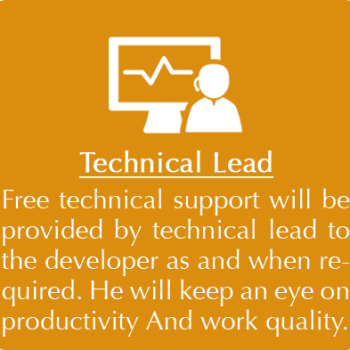 Technical Lead
Free technical support will be
provided by technical lead to
the developer as and when re-
quired. He will keep an eye on
productivity And work quality.